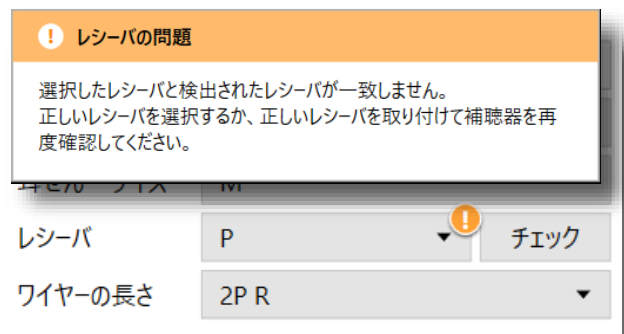 ! レシーバの問題
選択したレシーバと検出されたレシーバが一致しません。
正しいレシーバを選択するか、正しいレシーバを取り付けて補聴器を再
度確認してください。
M
レシーバ P ! チェック
ワイヤーの長さ 2P R